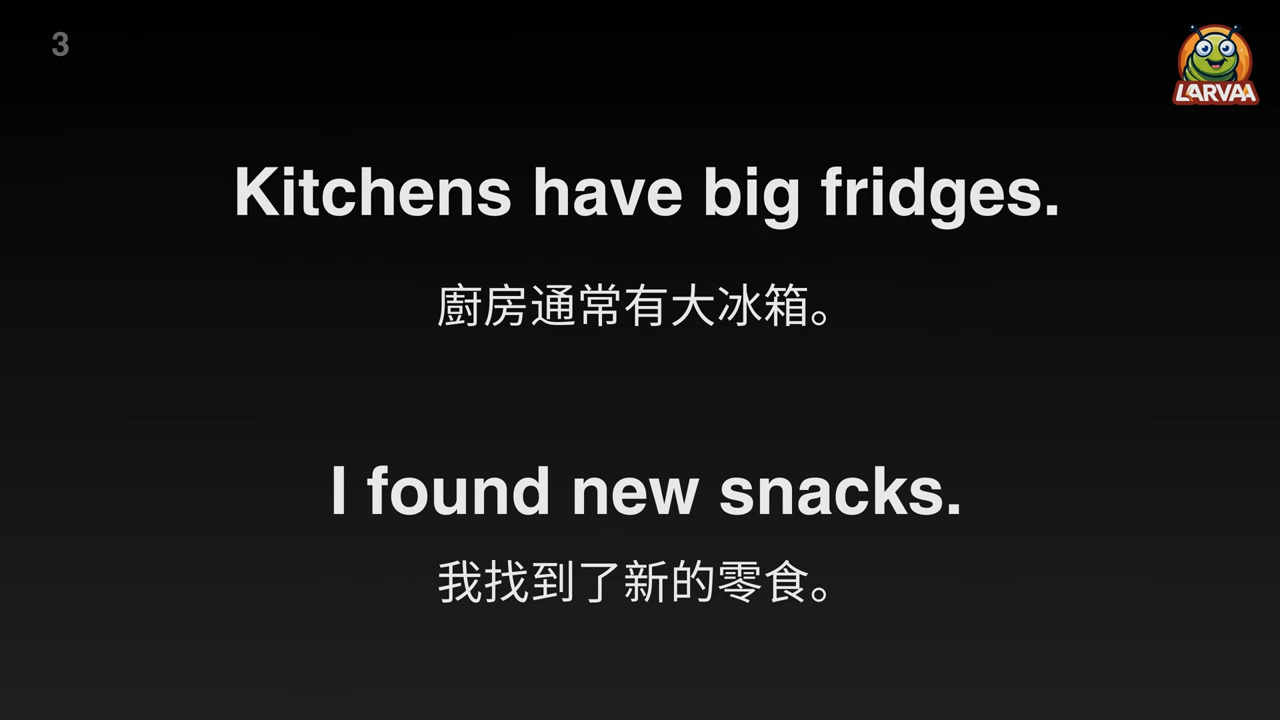 3
LARVAA
Kitchens have big fridges.
廚房通常有大冰箱。
I found new snacks.
我找到了新的零食。